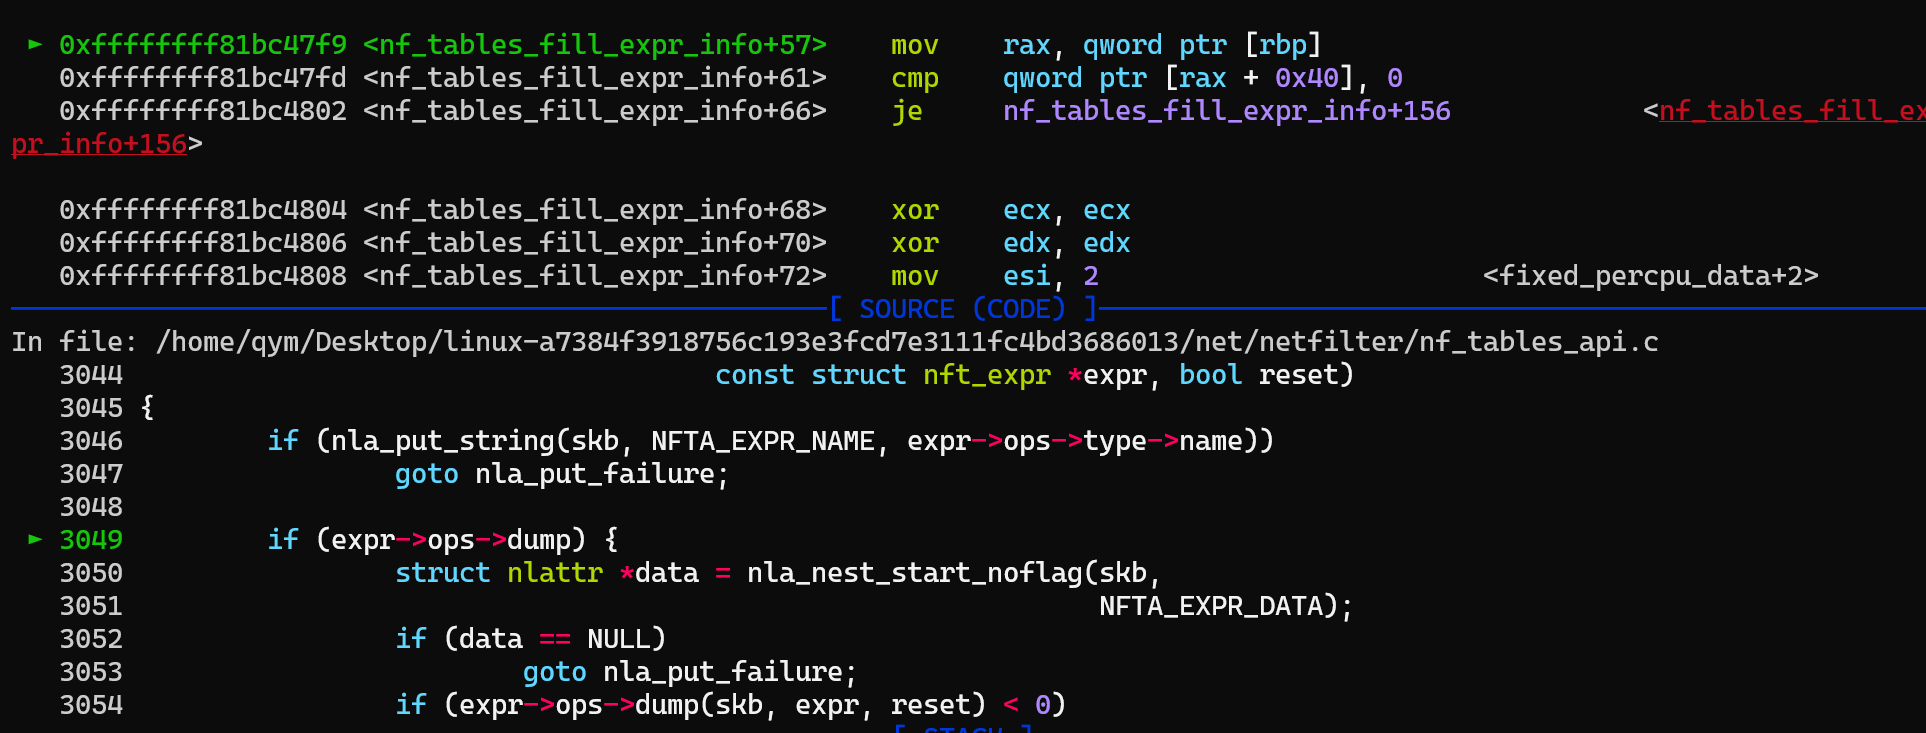 ► 0xffffffff81bc47f9 <nf_tables_fill_expr_info+57>    mov    rax, qword ptr [rbp]
0xffffffff81bc47fd <nf_tables_fill_expr_info+61>    cmp    qword ptr [rax + 0x40], 0
0xffffffff81bc4802 <nf_tables_fill_expr_info+66>    je     nf_tables_fill_expr_info+156            <nf_tables_fill_ex
pr_info+156>
0xffffffff81bc4804 <nf_tables_fill_expr_info+68>    xor    ecx, ecx
0xffffffff81bc4806 <nf_tables_fill_expr_info+70>    xor    edx, edx
0xffffffff81bc4808 <nf_tables_fill_expr_info+72>    mov    esi, 2                        <fixed_percpu_data+2>
[ SOURCE (CODE) ]
In file: /home/qym/Desktop/linux-a7384f3918756c193e3fcd7e3111fc4bd3686013/net/netfilter/nf_tables_api.c
3044                                     const struct nft_expr *expr, bool reset)
3045 {
3046         if (nla_put_string(skb, NFTA_EXPR_NAME, expr->ops->type->name))
3047                 goto nla_put_failure;
3048
► 3049         if (expr->ops->dump) {
3050                 struct nlattr *data = nla_nest_start_noflag(skb,
3051                                                             NFTA_EXPR_DATA);
3052                 if (data == NULL)
3053                         goto nla_put_failure;
3054                 if (expr->ops->dump(skb, expr, reset) < 0)
[ STACK ]